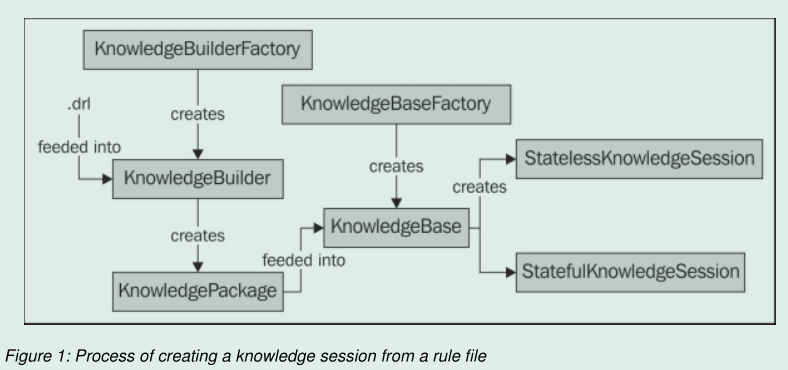 KnowledgeBuilderFactory
.drl
creates
feeded into
KnowledgeBuilder
creates
KnowledgePackage
feeded into
KnowledgeBaseFactory
creates
KnowledgeBase
creates
StatelessKnowledgeSession
StatefulKnowledgeSession
Figure 1: Process of creating a knowledge session from a rule file